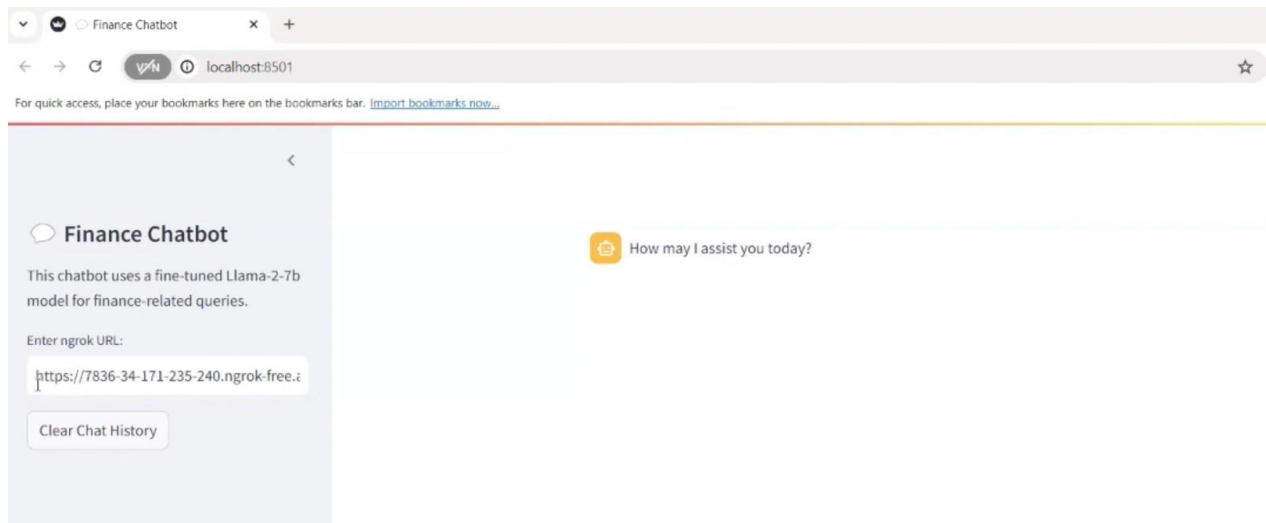 Finance Chatbot
VPN
localhost:8501
For quick access, place your bookmarks here on the bookmarks bar. Import bookmarks now...
Finance Chatbot
This chatbot uses a fine-tuned Llama-2-7b
model for finance-related queries.
Enter ngrok URL:
https://7836-34-171-235-240.ngrok-free.a
Clear Chat History
How may I assist you today?